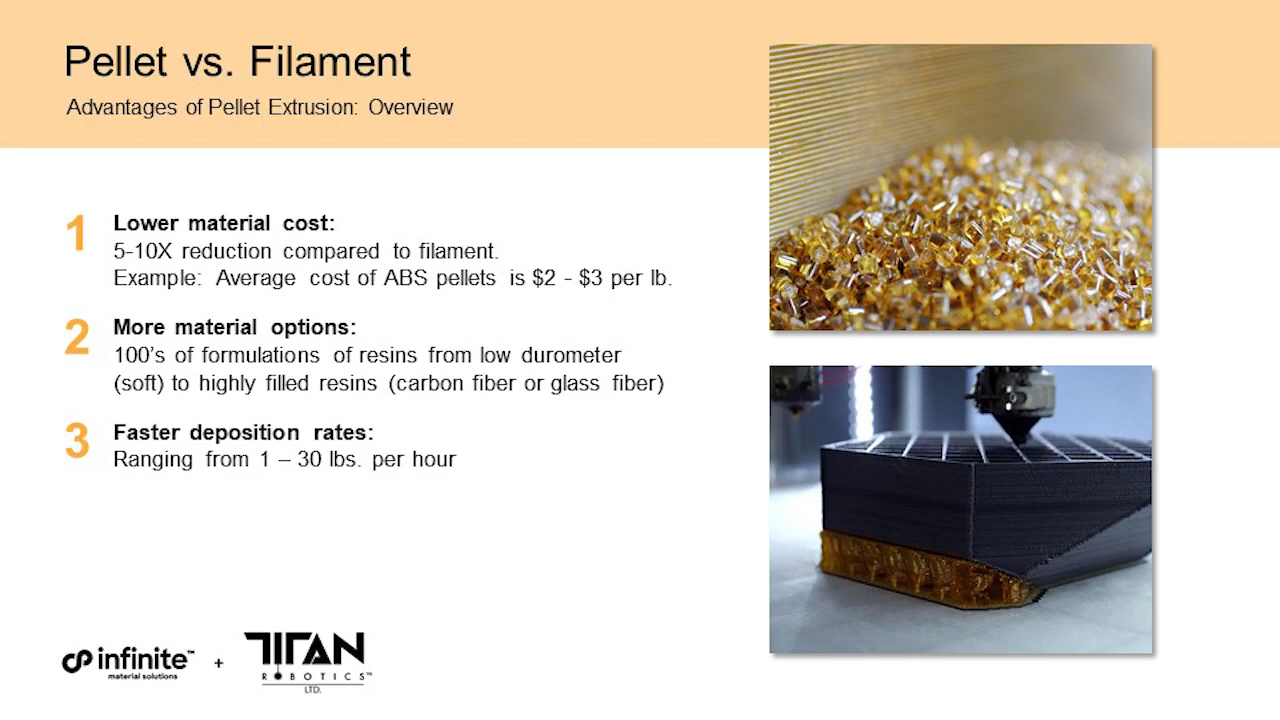 Pellet vs. Filament
Advantages of Pellet Extrusion: Overview
1
Lower material cost:
5-10X reduction compared to filament.
Example: Average cost of ABS pellets is $2 - $3 per lb.
2
More material options:
100’s of formulations of resins from low durometer
(soft) to highly filled resins (carbon fiber or glass fiber)
3
Faster deposition rates:
Ranging from 1 – 30 lbs. per hour
infinite™
material solutions
+
TITAN
ROBOTICS™
LTD.